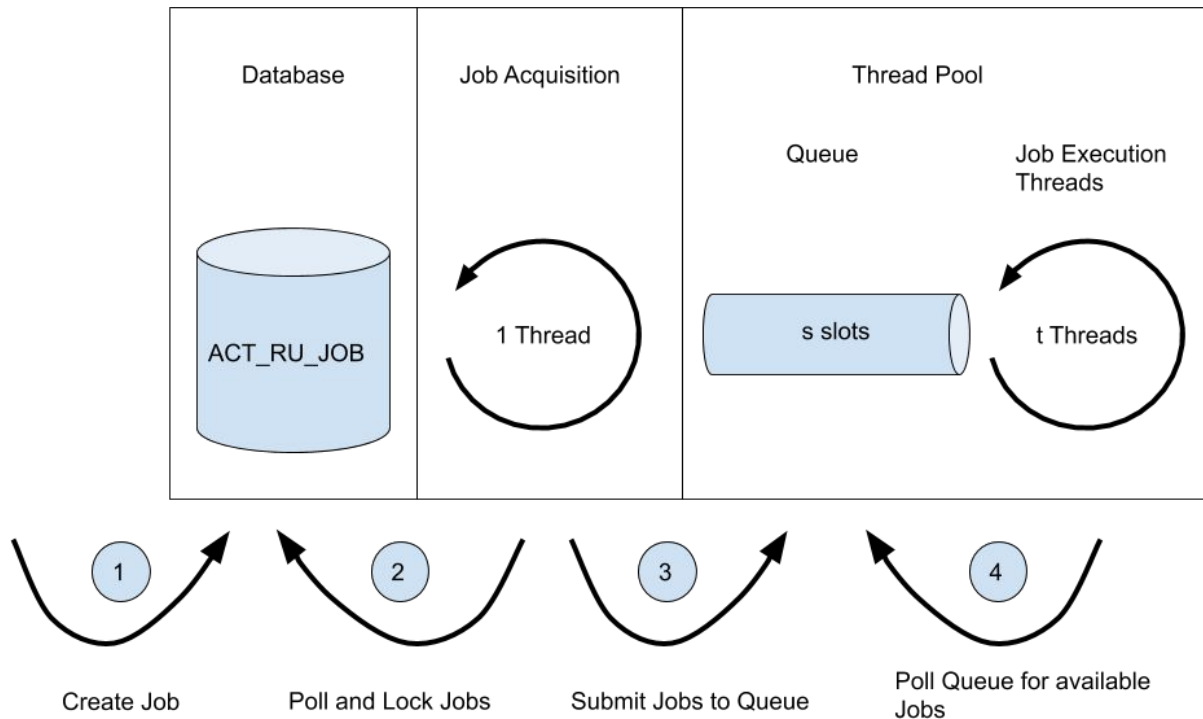 Database
Job Acquisition
Thread Pool
Queue
Job Execution
Threads
ACT_RU_JOB
1 Thread
s slots
t Threads
1
2
3
4
Create Job
Poll and Lock Jobs
Submit Jobs to Queue
Poll Queue for available
Jobs